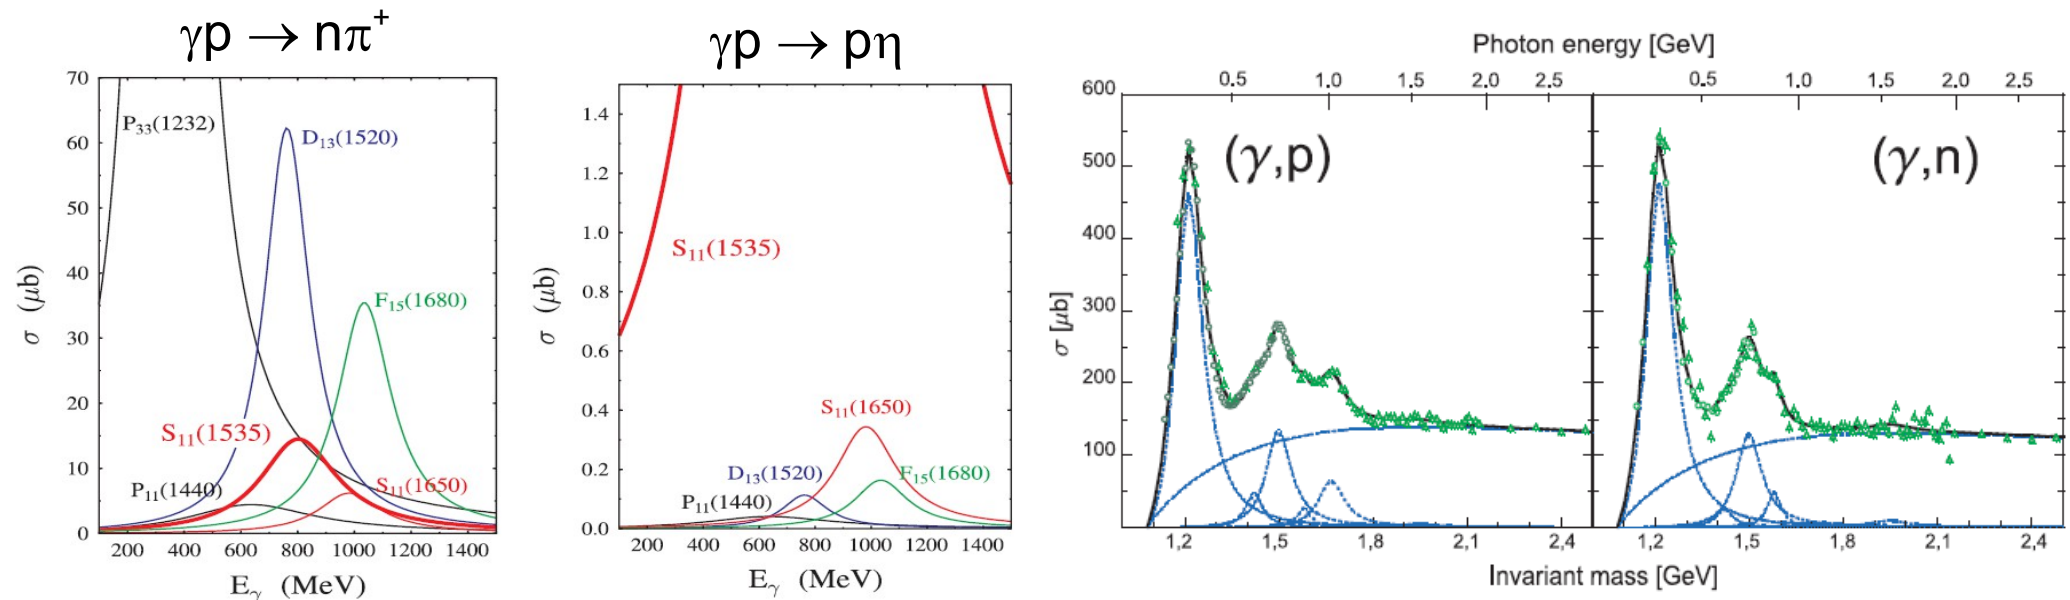 γp → nπ⁺
70
60
50
40
30
20
10
0
σ (μb)
P₃₃(1232)
D₁₃(1520)
F₁₅(1680)
S₁₁(1535)
P₁₁(1440)
S₁₁(1650)
200 400 600 800 1000 1200 1400
E_γ (MeV)
γp → pη
1.4
1.2
1.0
0.8
0.6
0.4
0.2
0.0
σ (μb)
S₁₁(1535)
S₁₁(1650)
D₁₃(1520)
F₁₅(1680)
P₁₁(1440)
200 400 600 800 1000 1400
E_γ (MeV)
Photon energy [GeV]
0.5 1.0 1.5 2.0 2.5
0.5 1.0 1.5 2.0 2.5
600
500
400
300
200
100
σ [μb]
(γ,p)
(γ,n)
1,2 1,5 1,8 2,1 2,4
1,2 1,5 1,8 2,1 2,4
Invariant mass [GeV]